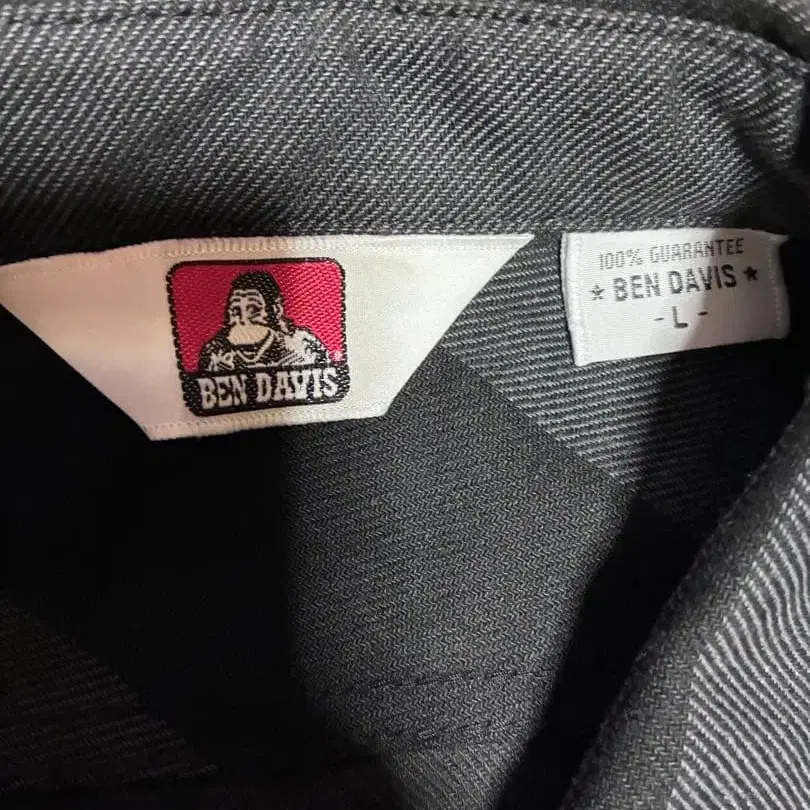 BEN DAVIS
100% GUARANTEE
★ BEN DAVIS ★
- L -